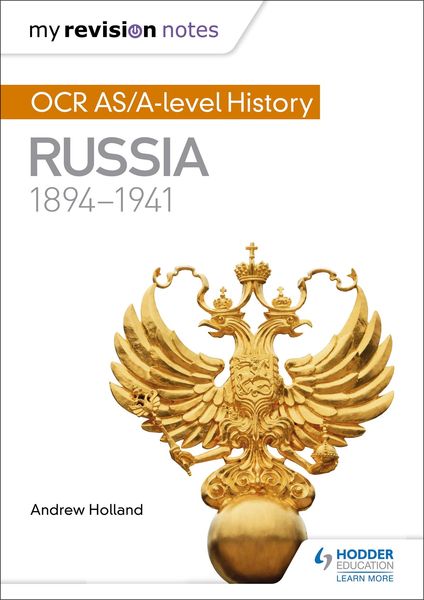 my revision notes
OCR AS/A-level History
RUSSIA
1894–1941
Andrew Holland
HODDER
EDUCATION
LEARN MORE